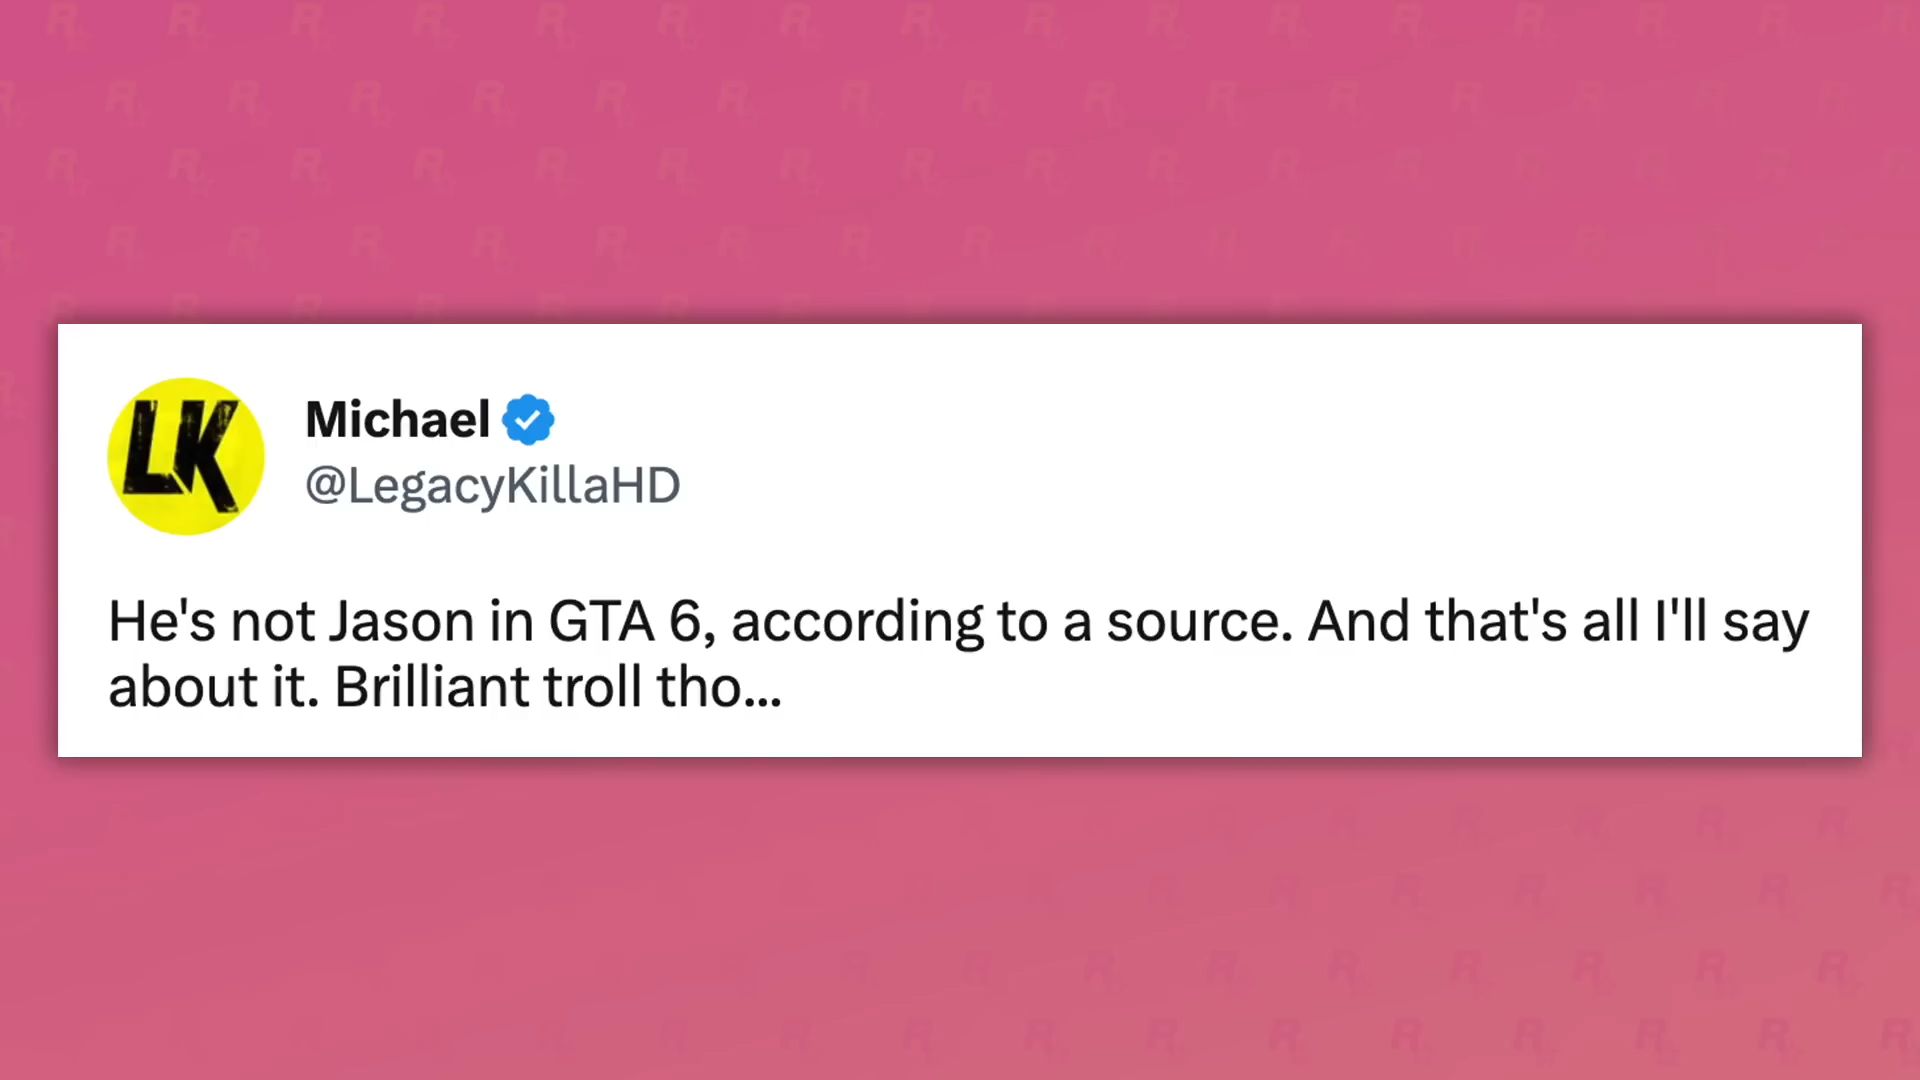 LK
Michael
@LegacyKillaHD
He's not Jason in GTA 6, according to a source. And that's all I'll say
about it. Brilliant troll tho...